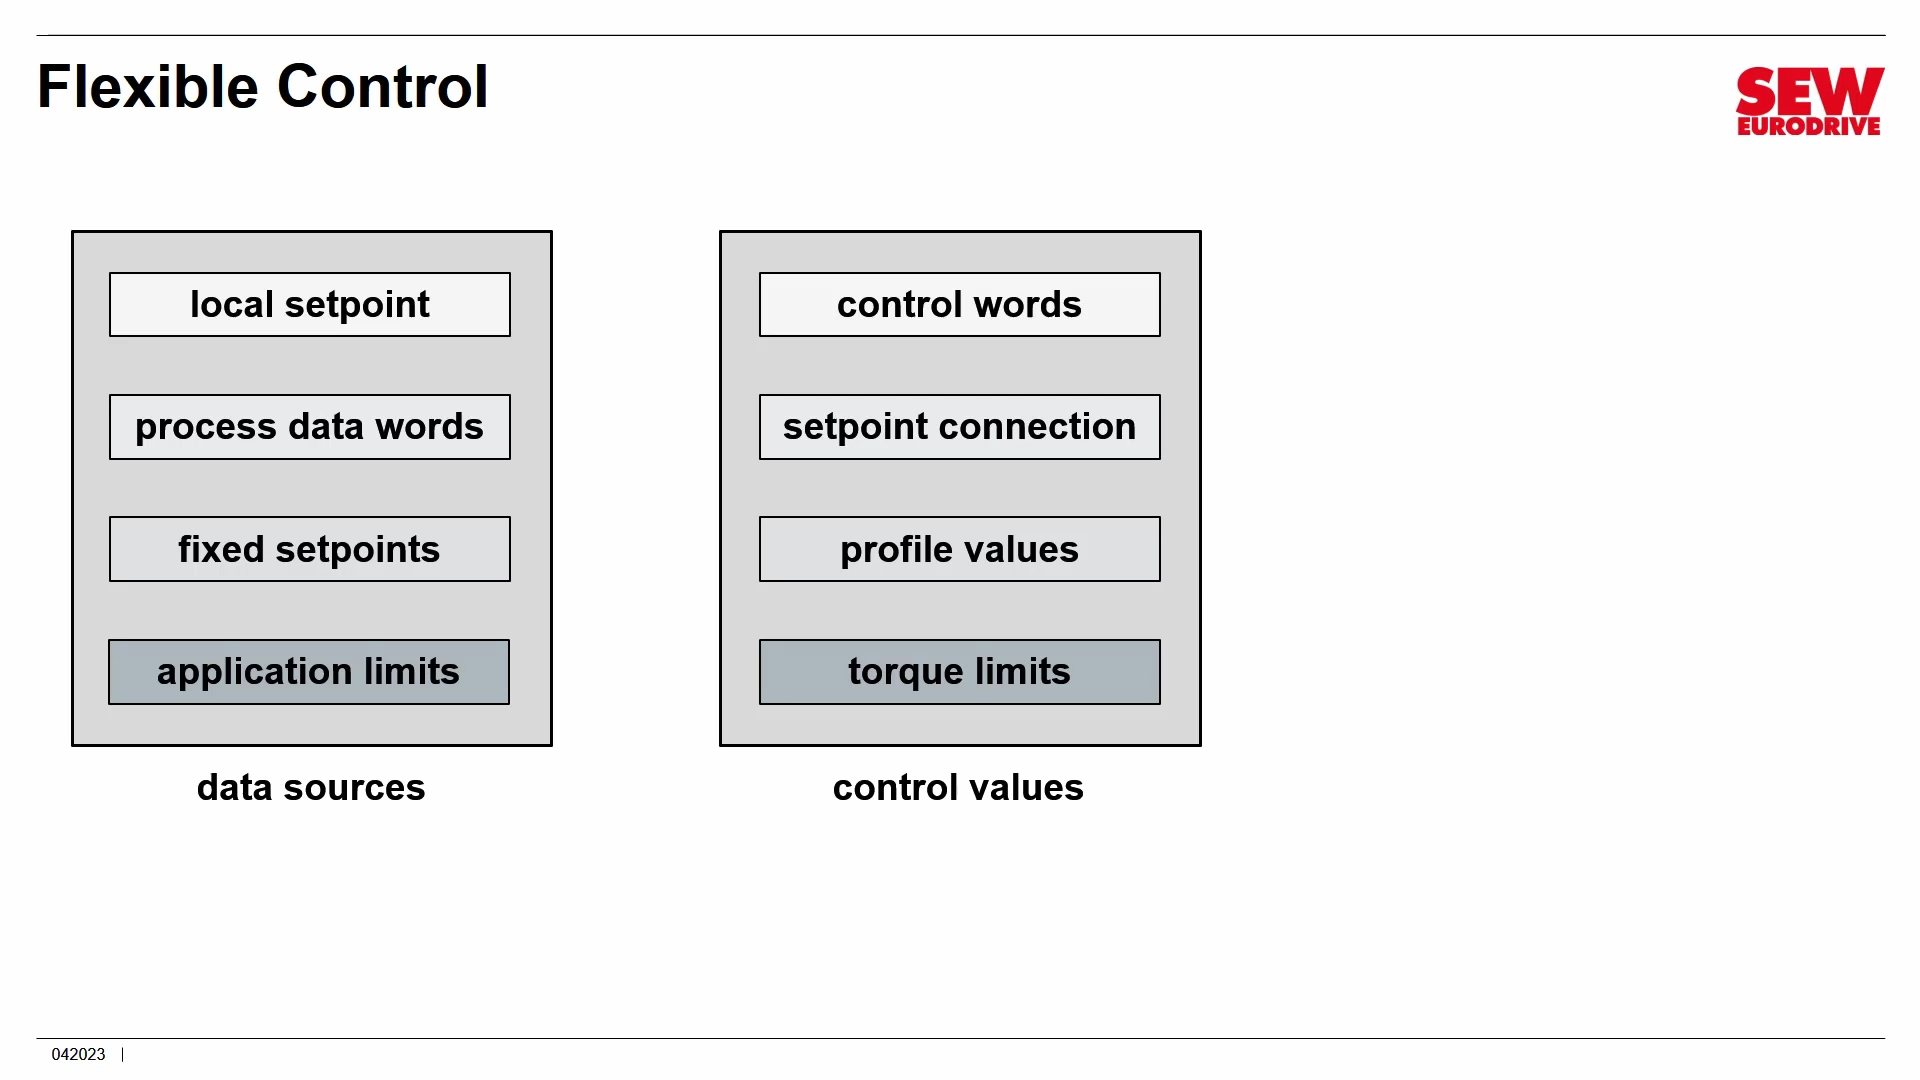 Flexible Control
SEW
EURODRIVE
local setpoint
process data words
fixed setpoints
application limits
data sources
control words
setpoint connection
profile values
torque limits
control values
042023 |